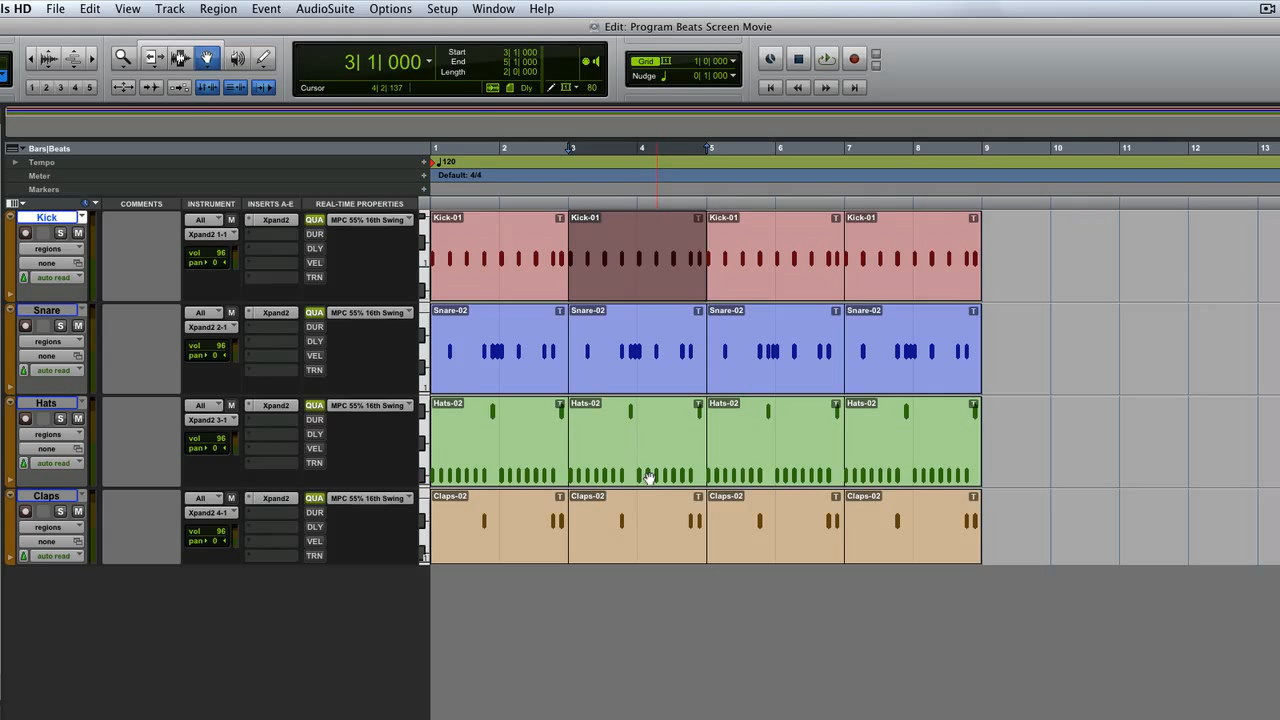 ls HD File Edit View Track Region Event AudioSuite Options Setup Window Help
Edit: Program Beats Screen Movie
3| 1| 000
Start 3| 1| 000
End 5| 1| 000
Length 2| 0| 000
Grid 1| 0| 000
Nudge 0| 1| 000
1 2 3 4 5
Cursor 4| 2| 137 Dly 80
Bars|Beats 1 2 3 4 5 6 7 8 9 10 11 12 13
Tempo + 120
Meter + Default: 4/4
Markers +
COMMENTS INSTRUMENT INSERTS A-E REAL-TIME PROPERTIES
Kick All M Xpand2 QUA MPC 55% 16th Swing Kick-01 Kick-01 Kick-01 Kick-01
S M Xpand2 1-1 DUR
regions vol 96 DLY
none pan 0 VEL
auto read TRN
Snare All M Xpand2 QUA MPC 55% 16th Swing Snare-02 Snare-02 Snare-02 Snare-02
S M Xpand2 2-1 DUR
regions vol 96 DLY
none pan 0 VEL
auto read TRN
Hats All M Xpand2 QUA MPC 55% 16th Swing Hats-02 Hats-02 Hats-02 Hats-02
S M Xpand2 3-1 DUR
regions vol 96 DLY
none pan 0 VEL
auto read TRN
Claps All M Xpand2 QUA MPC 55% 16th Swing Claps-02 Claps-02 Claps-02 Claps-02
S M Xpand2 4-1 DUR
regions vol 96 DLY
none pan 0 VEL
auto read TRN